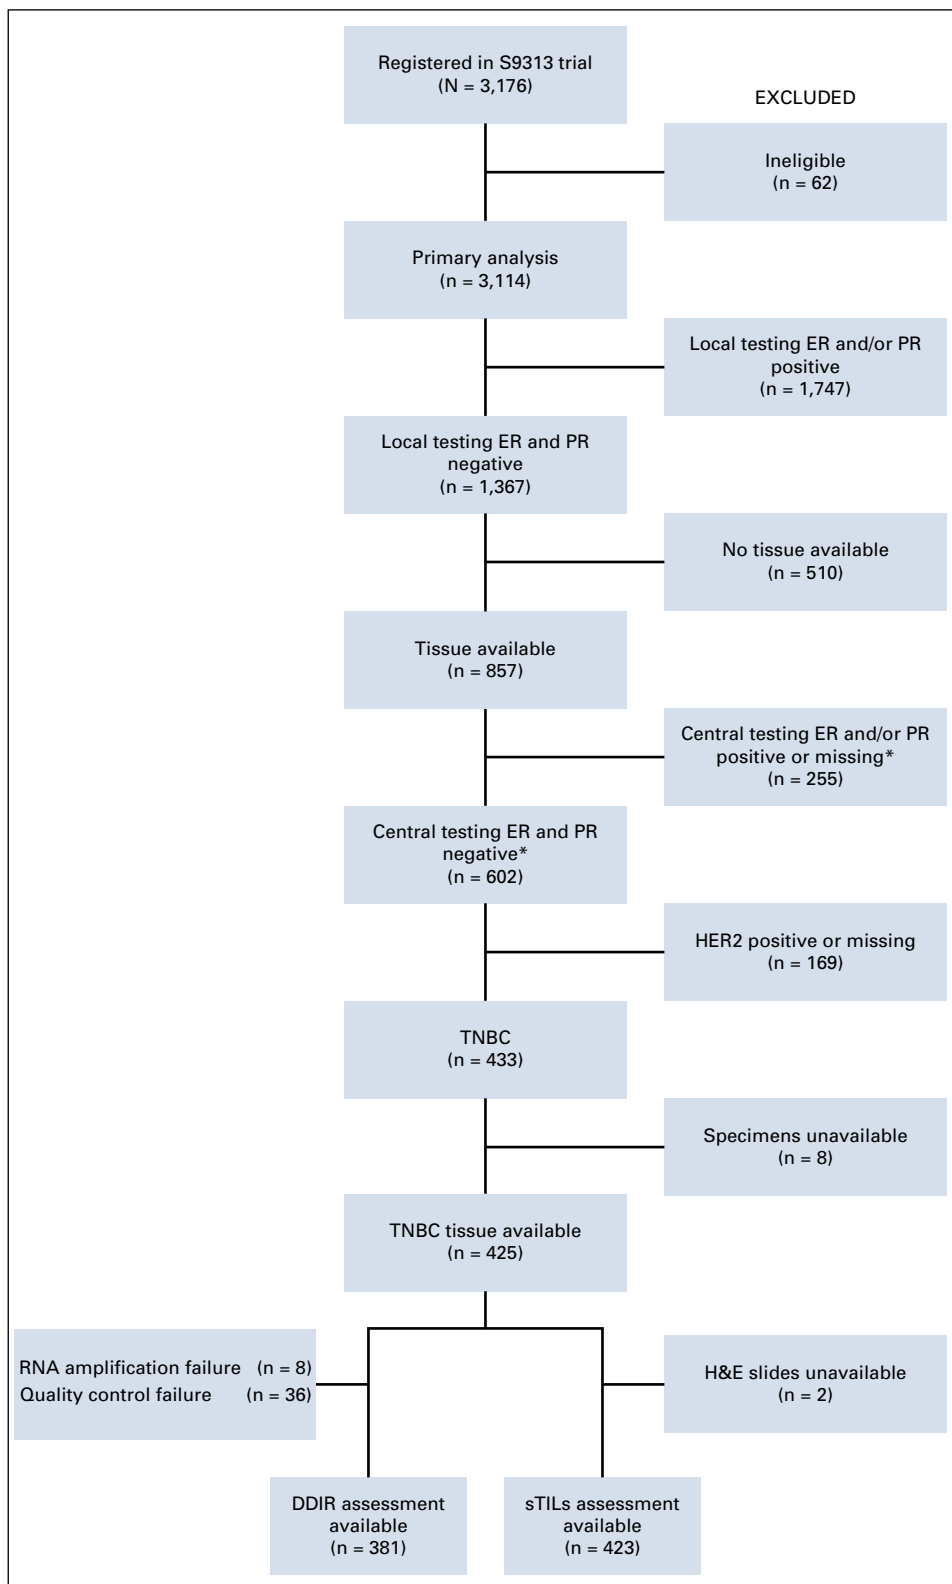 Registered in S9313 trial
(N = 3,176)
EXCLUDED
Ineligible
(n = 62)
Primary analysis
(n = 3,114)
Local testing ER and/or PR
positive
(n = 1,747)
Local testing ER and PR
negative
(n = 1,367)
No tissue available
(n = 510)
Tissue available
(n = 857)
Central testing ER and/or PR
positive or missing*
(n = 255)
Central testing ER and PR
negative*
(n = 602)
HER2 positive or missing
(n = 169)
TNBC
(n = 433)
Specimens unavailable
(n = 8)
TNBC tissue available
(n = 425)
RNA amplification failure (n = 8)
Quality control failure (n = 36)
H&E slides unavailable
(n = 2)
DDIR assessment
available
(n = 381)
sTILs assessment
available
(n = 423)